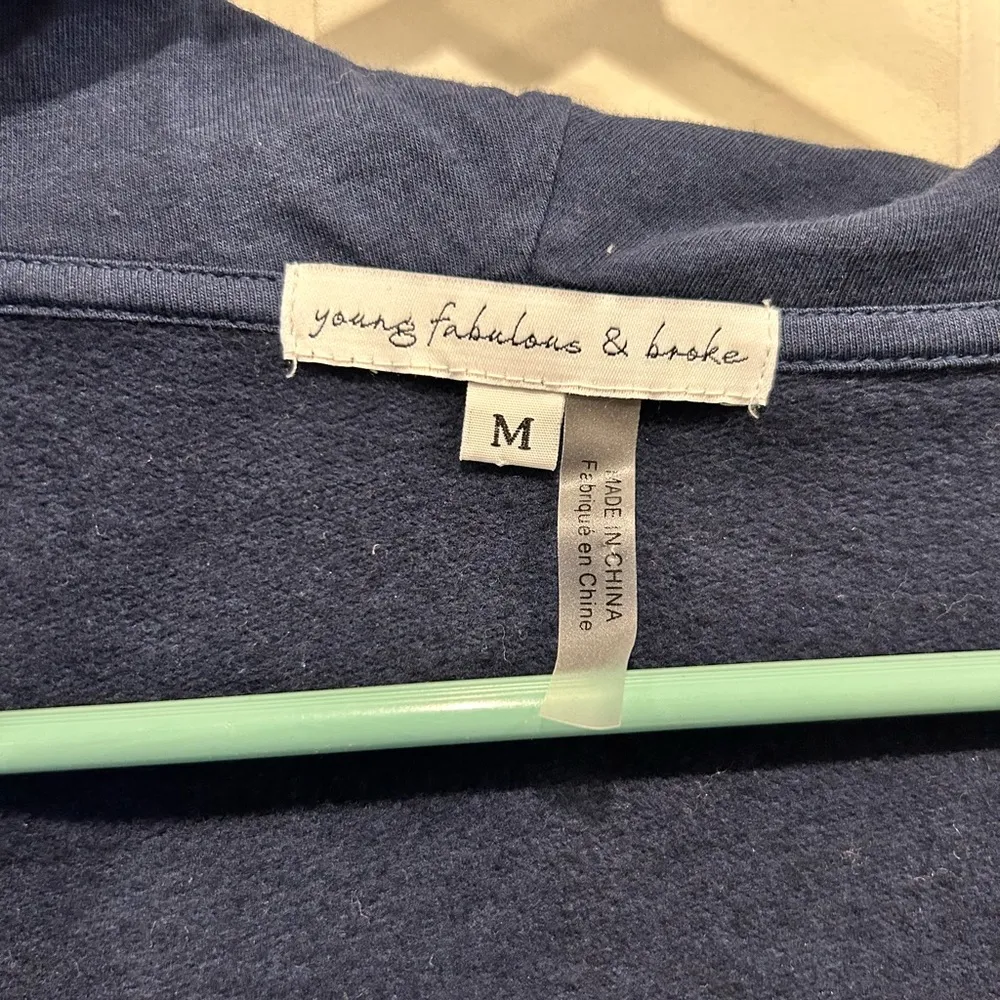 young fabulous & broke
M
MADE IN CHINA
Fabriqué en Chine